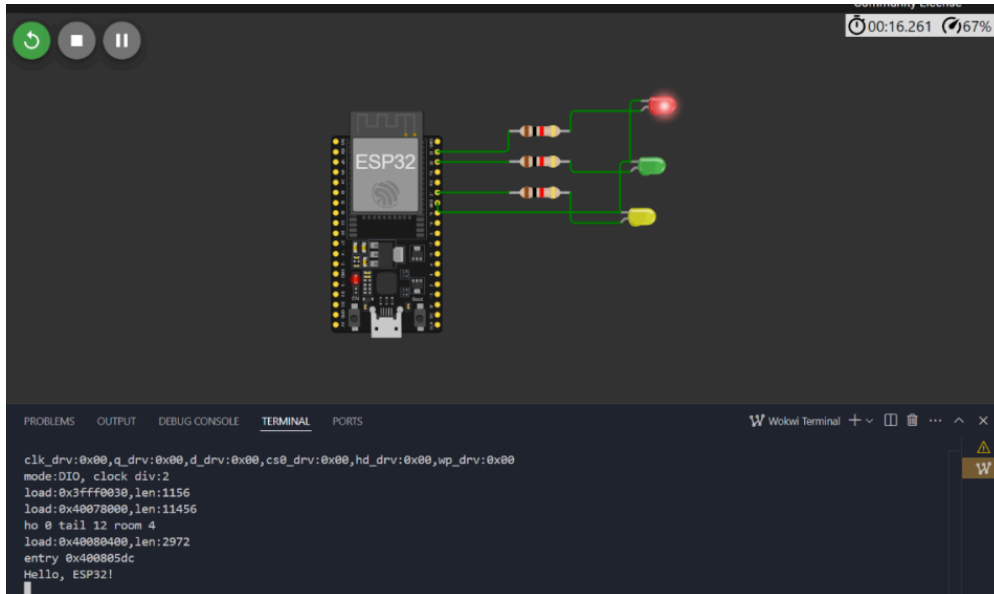 Community License
00:16.261 67%
ESP32
PROBLEMS OUTPUT DEBUG CONSOLE TERMINAL PORTS Wokwi Terminal
clk_drv:0x00,q_drv:0x00,d_drv:0x00,cs0_drv:0x00,hd_drv:0x00,wp_drv:0x00
mode:DIO, clock div:2
load:0x3fff0030,len:1156
load:0x40078000,len:11456
ho 0 tail 12 room 4
load:0x40080400,len:2972
entry 0x400805dc
Hello, ESP32!